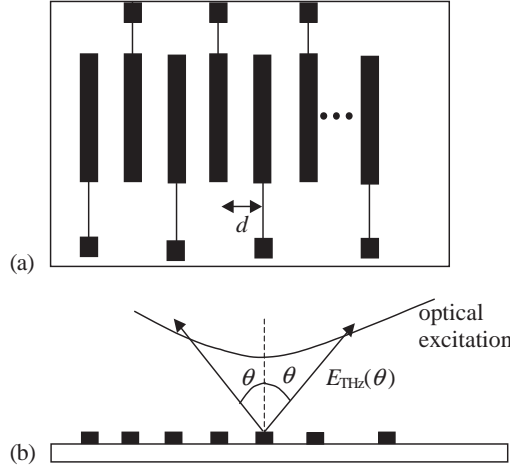 d
(a)
optical
excitation
θ θ
E_THz(θ)
(b)